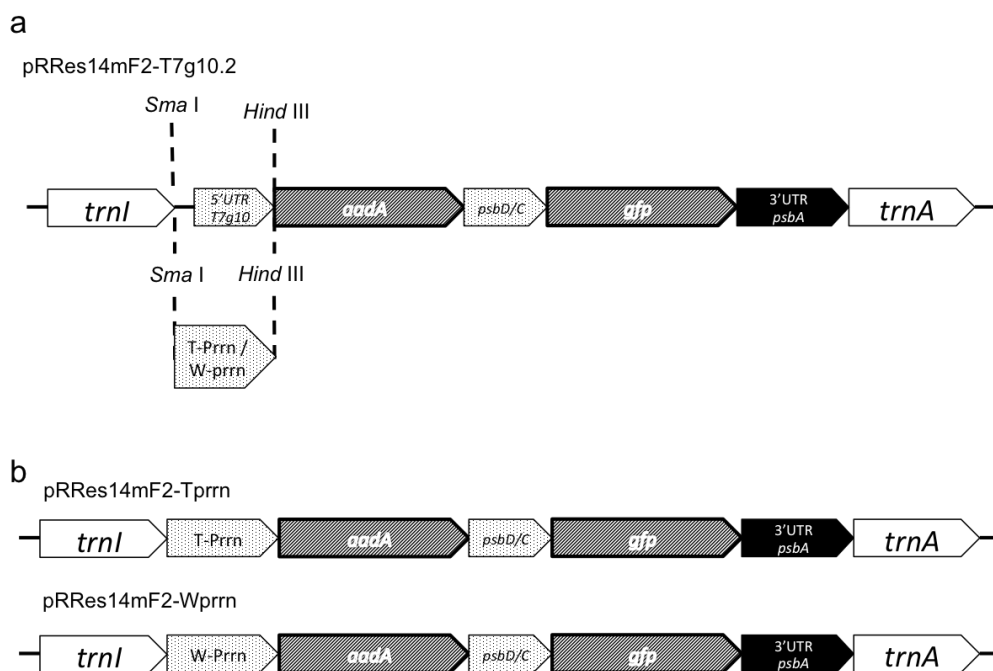 a
pRRes14mF2-T7g10.2
Sma I
Hind III
trnI
5'UTR
T7g10
aadA
psbD/C
gfp
3'UTR
psbA
trnA
Sma I
Hind III
T-Prrn /
W-prrn
b
pRRes14mF2-Tprrn
trnI
T-Prrn
aadA
psbD/C
gfp
3'UTR
psbA
trnA
pRRes14mF2-Wprrn
trnI
W-Prrn
aadA
psbD/C
gfp
3'UTR
psbA
trnA